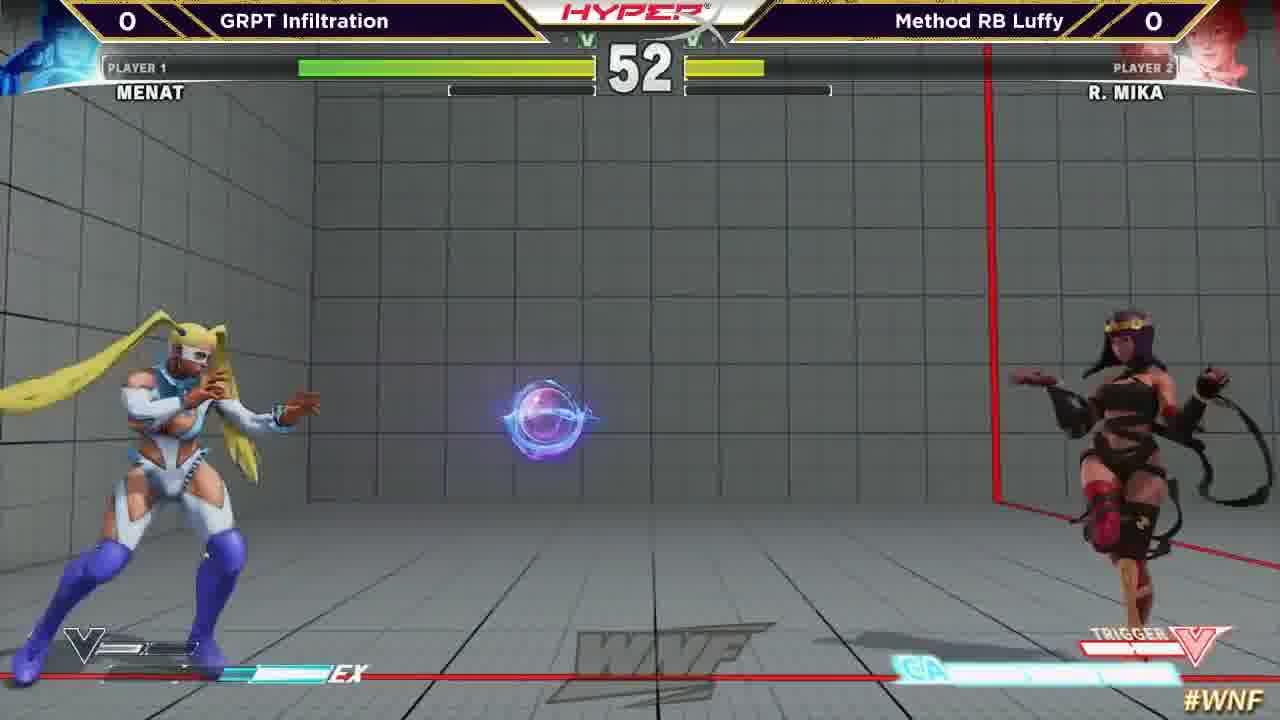 0 GRPT Infiltration HYPERX Method RB Luffy 0
V 52 V
PLAYER 1 PLAYER 2
MENAT R. MIKA
WNF
TRIGGER V
V EX CA
#WNF